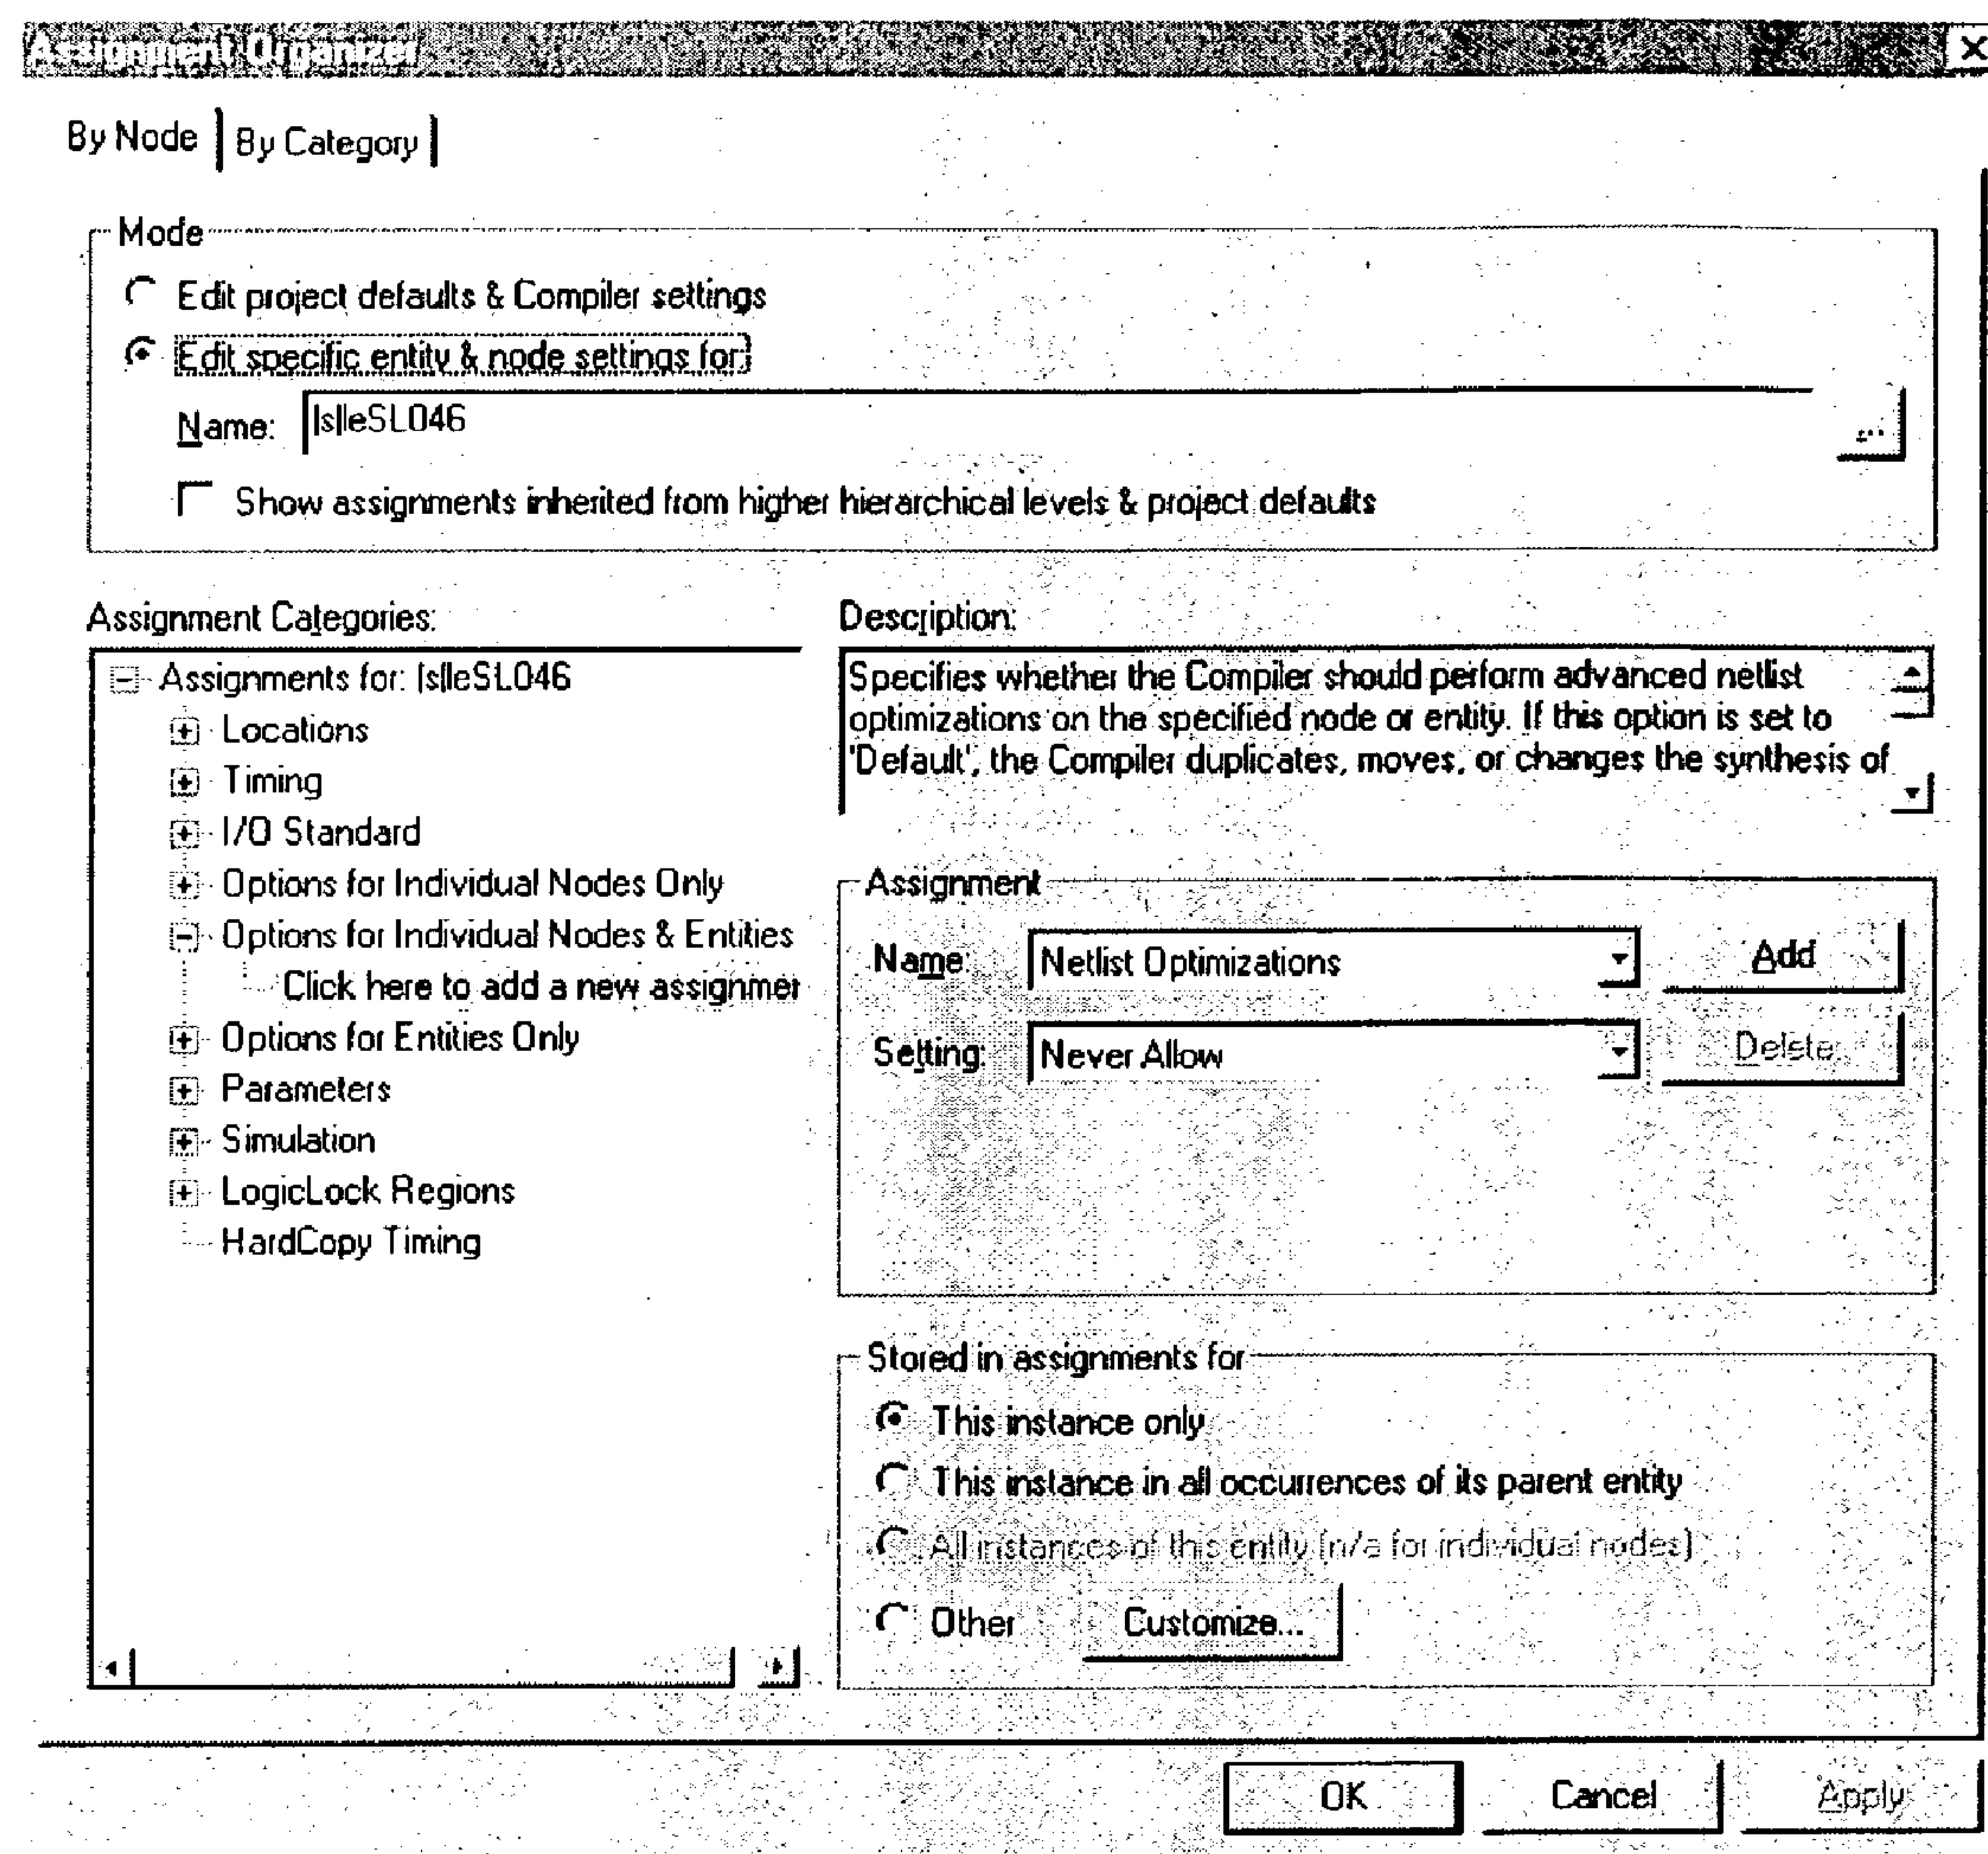 Assignment Organizer
By Node
By Category
Mode
Edit project defaults & Compiler settings
Edit specific entity & node settings for:
Name: |s|leSL046
...
Show assignments inherited from higher hierarchical levels & project defaults
Assignment Categories:
Assignments for: |s|leSL046
Locations
Timing
I/O Standard
Options for Individual Nodes Only
Options for Individual Nodes & Entities
Click here to add a new assignmer
Options for Entities Only
Parameters
Simulation
LogicLock Regions
HardCopy Timing
Description:
Specifies whether the Compiler should perform advanced netlist
optimizations on the specified node or entity. If this option is set to
'Default', the Compiler duplicates, moves, or changes the synthesis of
Assignment
Name: Netlist Optimizations
Add
Setting: Never Allow
Delete
Stored in assignments for
This instance only
This instance in all occurrences of its parent entity
All instances of this entity (n/a for individual nodes)
Other
Customize...
OK
Cancel
Apply